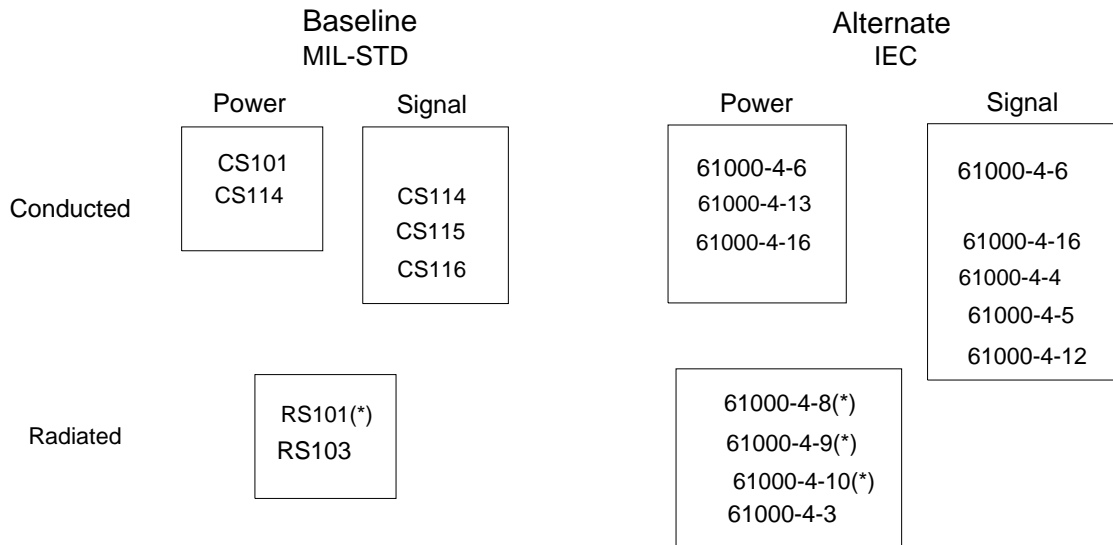 Baseline
MIL-STD
Alternate
IEC
Power
Signal
Power
Signal
Conducted
CS101
CS114
CS114
CS115
CS116
61000-4-6
61000-4-13
61000-4-16
61000-4-6
61000-4-16
61000-4-4
61000-4-5
61000-4-12
Radiated
RS101(*)
RS103
61000-4-8(*)
61000-4-9(*)
61000-4-10(*)
61000-4-3